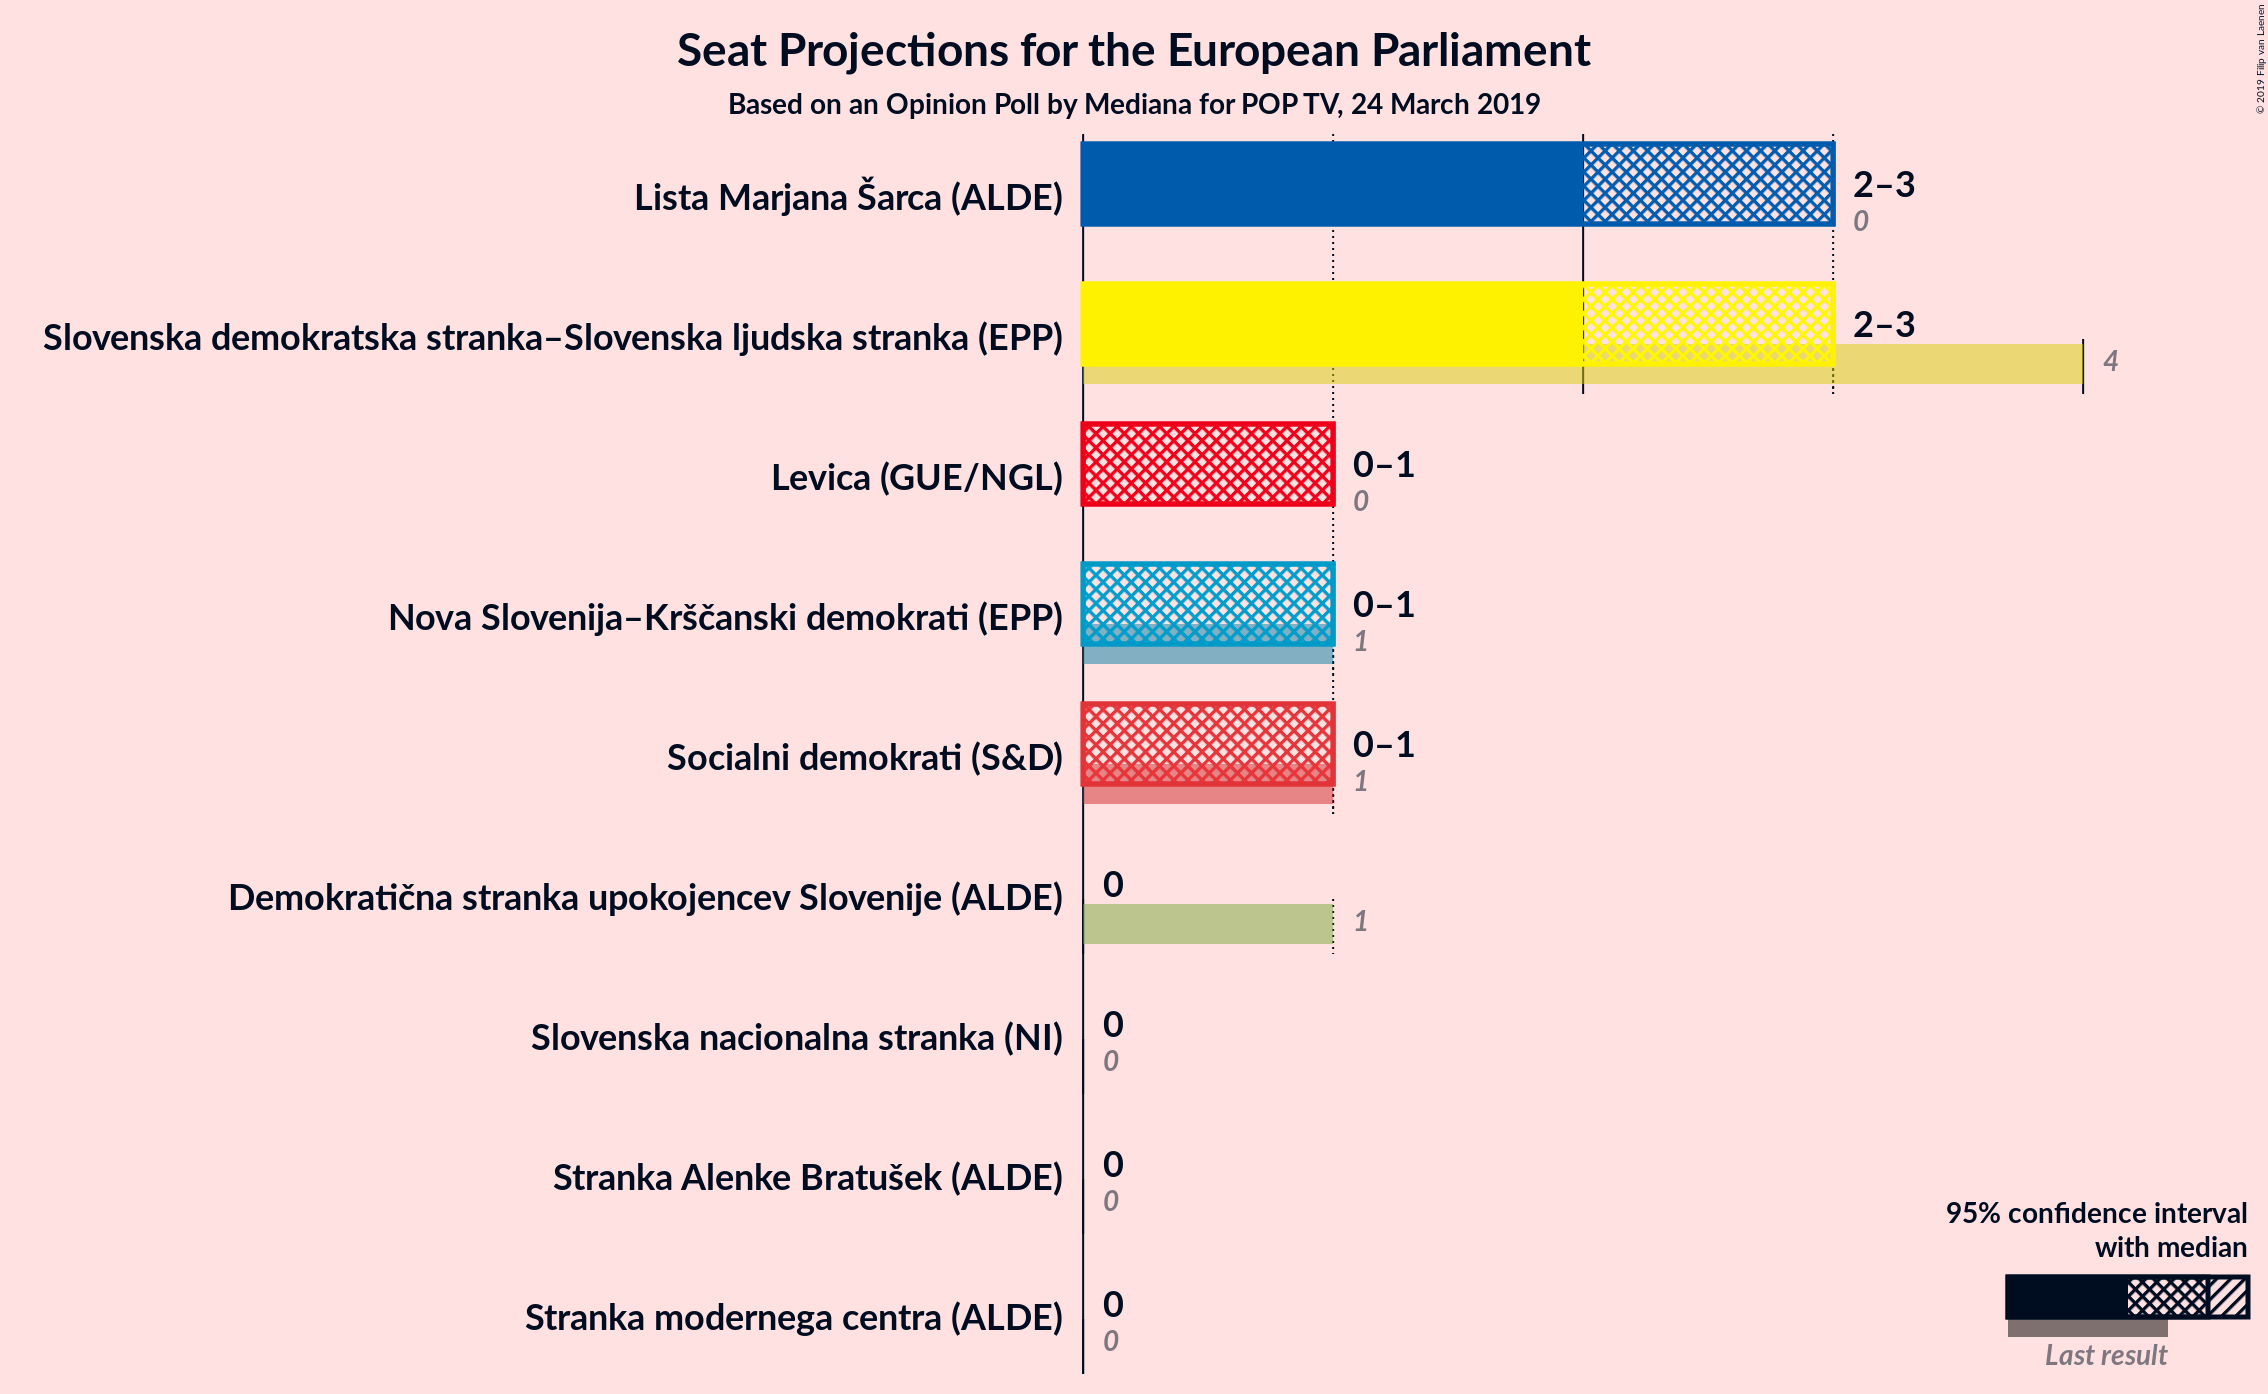 Seat Projections for the European Parliament
Based on an Opinion Poll by Mediana for POP TV, 24 March 2019
© 2019 Filip van Laenen
Lista Marjana Šarca (ALDE)
2–3
0
Slovenska demokratska stranka–Slovenska ljudska stranka (EPP)
2–3
4
Levica (GUE/NGL)
0–1
0
Nova Slovenija–Krščanski demokrati (EPP)
0–1
1
Socialni demokrati (S&D)
0–1
1
Demokratična stranka upokojencev Slovenije (ALDE)
0
1
Slovenska nacionalna stranka (NI)
0
0
Stranka Alenke Bratušek (ALDE)
0
0
Stranka modernega centra (ALDE)
0
0
95% confidence interval
with median
Last result